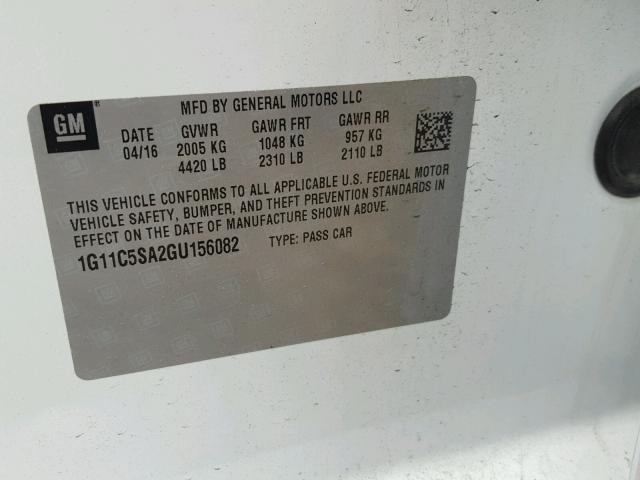 GM
MFD BY GENERAL MOTORS LLC
DATE GVWR GAWR FRT GAWR RR
04/16 2005 KG 1048 KG 957 KG
4420 LB 2310 LB 2110 LB
THIS VEHICLE CONFORMS TO ALL APPLICABLE U.S. FEDERAL MOTOR
VEHICLE SAFETY, BUMPER, AND THEFT PREVENTION STANDARDS IN
EFFECT ON THE DATE OF MANUFACTURE SHOWN ABOVE.
1G11C5SA2GU156082 TYPE: PASS CAR